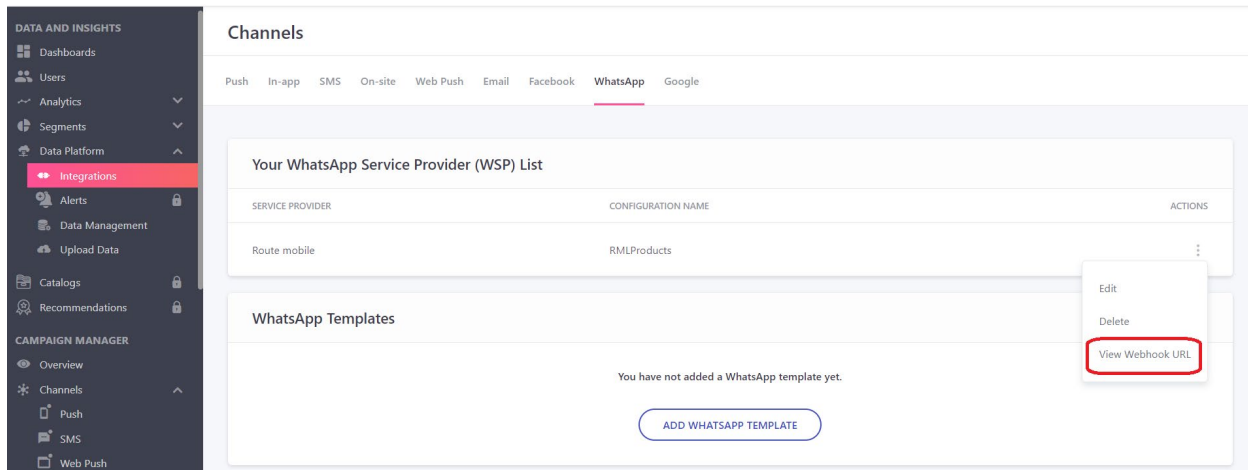 DATA AND INSIGHTS
Dashboards
Users
Analytics
Segments
Data Platform
Integrations
Alerts
Data Management
Upload Data
Catalogs
Recommendations
CAMPAIGN MANAGER
Overview
Channels
Push
SMS
Web Push
Channels
Push In-app SMS On-site Web Push Email Facebook WhatsApp Google
Your WhatsApp Service Provider (WSP) List
SERVICE PROVIDER CONFIGURATION NAME ACTIONS
Route mobile RMLProducts
Edit
Delete
View Webhook URL
WhatsApp Templates
You have not added a WhatsApp template yet.
ADD WHATSAPP TEMPLATE